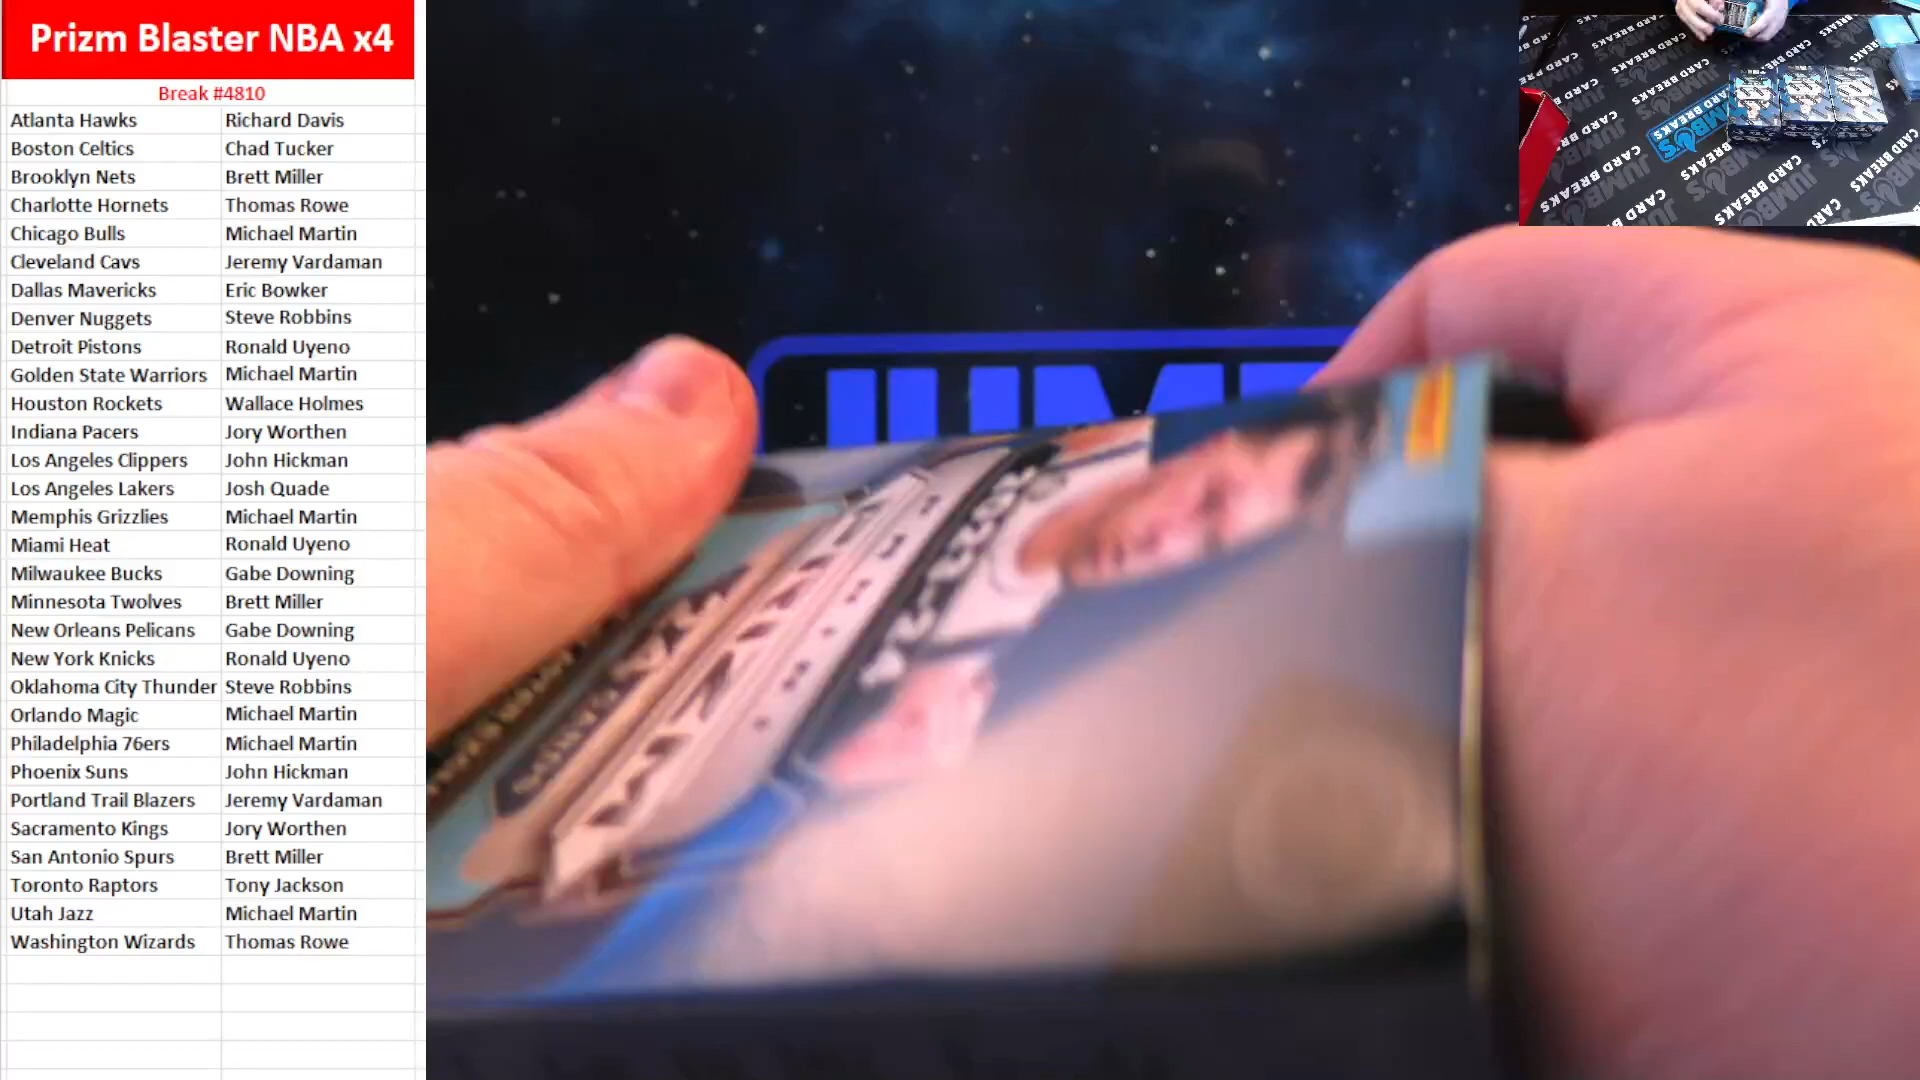 Prizm Blaster NBA x4
Break #4810
Atlanta Hawks Richard Davis
Boston Celtics Chad Tucker
Brooklyn Nets Brett Miller
Charlotte Hornets Thomas Rowe
Chicago Bulls Michael Martin
Cleveland Cavs Jeremy Vardaman
Dallas Mavericks Eric Bowker
Denver Nuggets Steve Robbins
Detroit Pistons Ronald Uyeno
Golden State Warriors Michael Martin
Houston Rockets Wallace Holmes
Indiana Pacers Jory Worthen
Los Angeles Clippers John Hickman
Los Angeles Lakers Josh Quade
Memphis Grizzlies Michael Martin
Miami Heat Ronald Uyeno
Milwaukee Bucks Gabe Downing
Minnesota Twolves Brett Miller
New Orleans Pelicans Gabe Downing
New York Knicks Ronald Uyeno
Oklahoma City Thunder Steve Robbins
Orlando Magic Michael Martin
Philadelphia 76ers Michael Martin
Phoenix Suns John Hickman
Portland Trail Blazers Jeremy Vardaman
Sacramento Kings Jory Worthen
San Antonio Spurs Brett Miller
Toronto Raptors Tony Jackson
Utah Jazz Michael Martin
Washington Wizards Thomas Rowe
JUMBO'S
CARD BREAKS